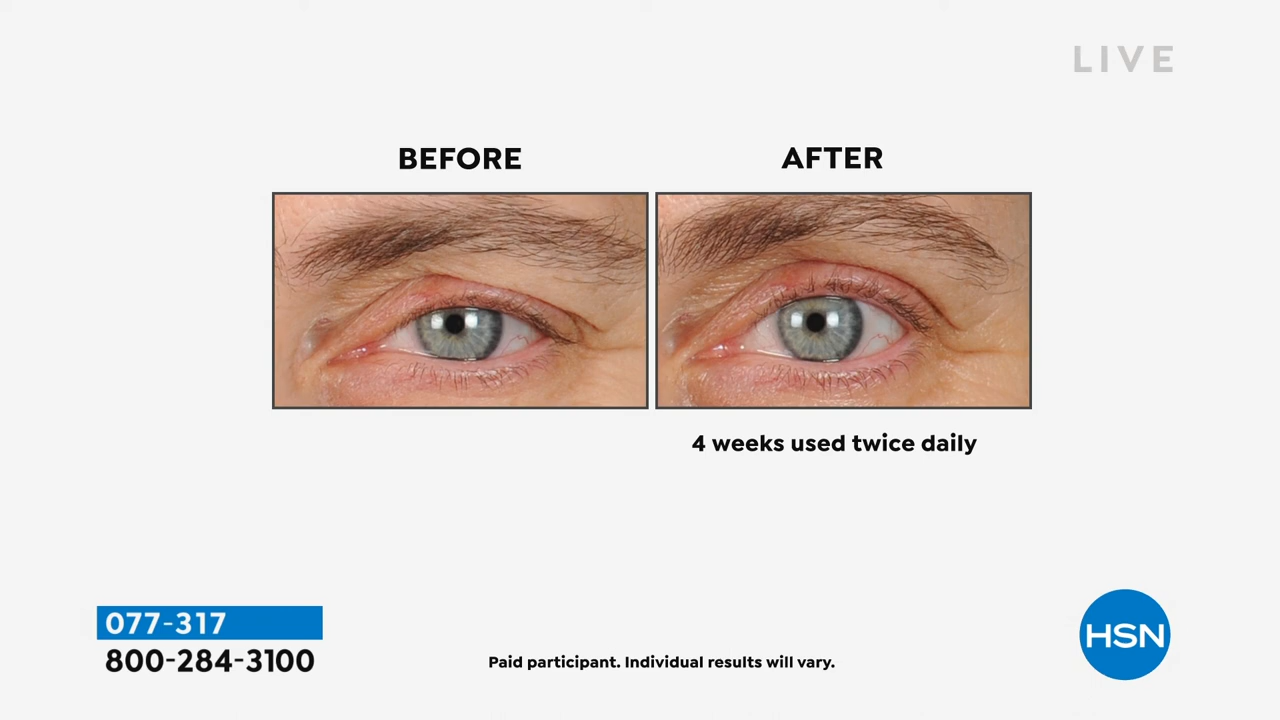 LIVE
BEFORE
AFTER
4 weeks used twice daily
077-317
800-284-3100
Paid participant. Individual results will vary.
HSN